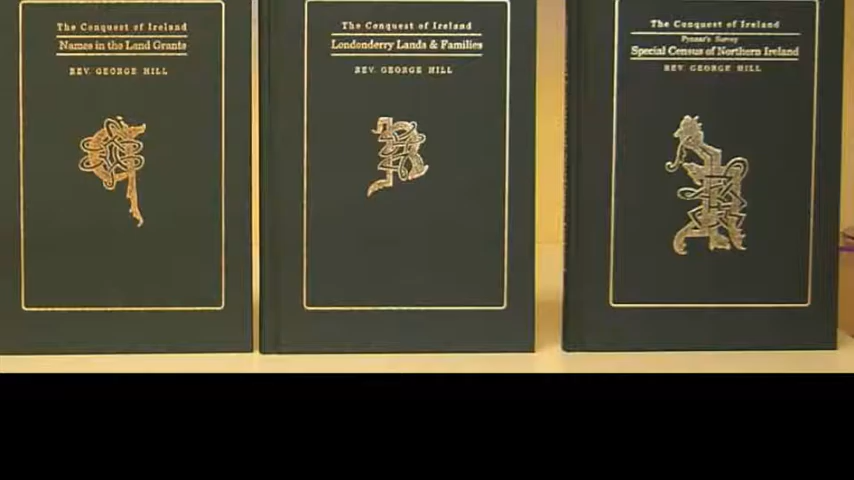 The Conquest of Ireland
Names in the Land Grants
REV. GEORGE HILL
The Conquest of Ireland
Londonderry Lands & Families
REV. GEORGE HILL
The Conquest of Ireland
Pynnar's Survey
Special Census of Northern Ireland
REV. GEORGE HILL